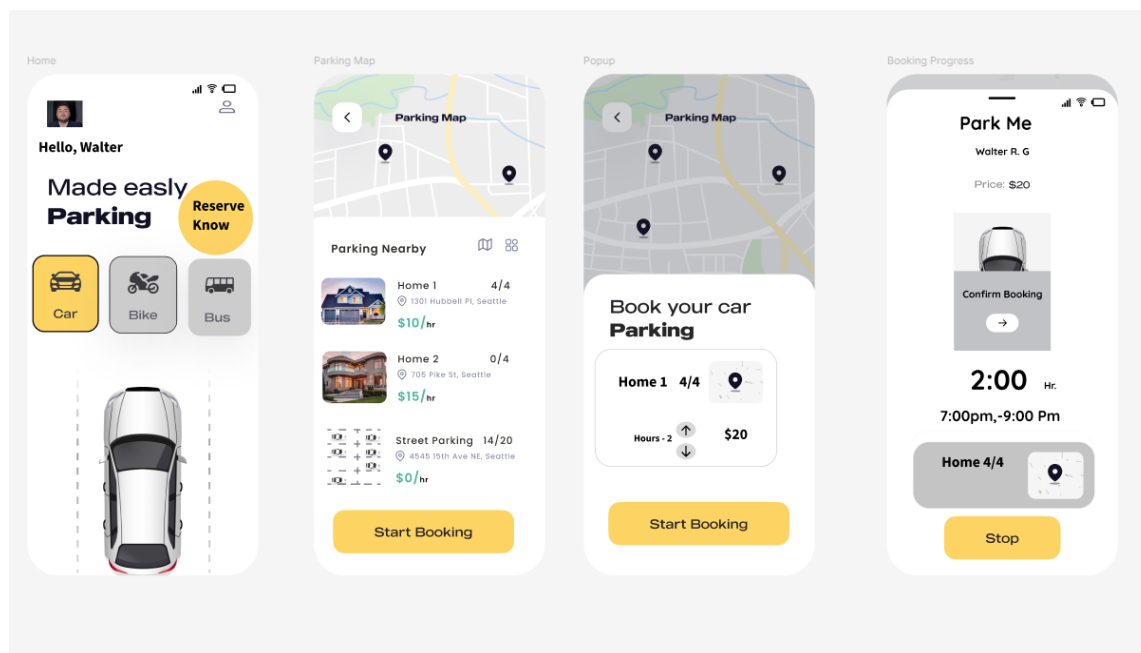 Home
Hello, Walter
Made easly
Parking
Reserve
Know
Car
Bike
Bus
Parking Map
Parking Map
Parking Nearby
Home 1 4/4
1301 Hubbell Pl, Seattle
$10/hr
Home 2 0/4
705 Pike St, Seattle
$15/hr
Street Parking 14/20
4545 15th Ave NE, Seattle
$0/hr
Start Booking
Popup
Parking Map
Book your car
Parking
Home 1 4/4
Hours - 2 $20
Start Booking
Booking Progress
Park Me
Walter R. G
Price: $20
Confirm Booking
2:00 Hr.
7:00pm,-9:00 Pm
Home 4/4
Stop